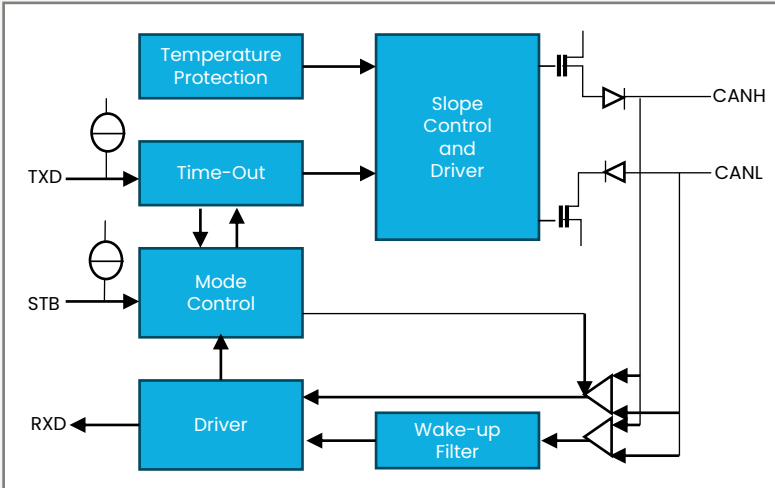 Temperature
Protection
Slope
Control
and
Driver
CANH
TXD
Time-Out
CANL
STB
Mode
Control
RXD
Driver
Wake-up
Filter